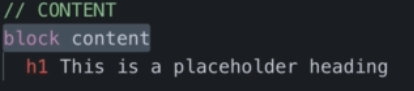 // CONTENT
block content
h1 This is a placeholder heading